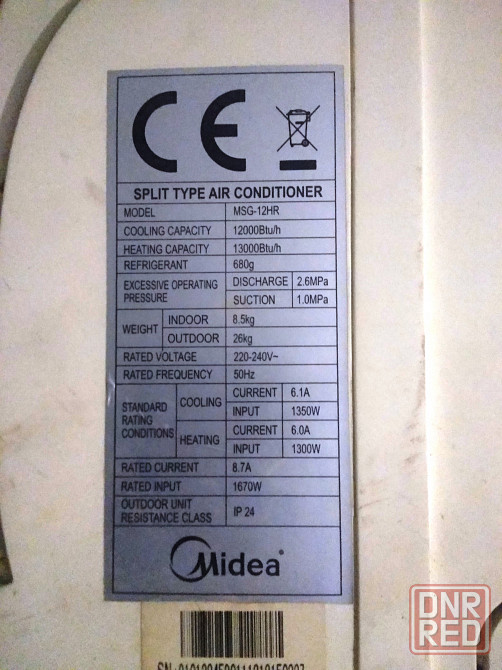 CE
SPLIT TYPE AIR CONDITIONER
MODEL MSG-12HR
COOLING CAPACITY 12000Btu/h
HEATING CAPACITY 13000Btu/h
REFRIGERANT 680g
EXCESSIVE OPERATING PRESSURE DISCHARGE 2.6MPa
SUCTION 1.0MPa
WEIGHT INDOOR 8.5kg
OUTDOOR 26kg
RATED VOLTAGE 220-240V~
RATED FREQUENCY 50Hz
STANDARD RATING CONDITIONS COOLING CURRENT 6.1A
INPUT 1350W
HEATING CURRENT 6.0A
INPUT 1300W
RATED CURRENT 8.7A
RATED INPUT 1670W
OUTDOOR UNIT
RESISTANCE CLASS IP 24
Midea
DNR
RED